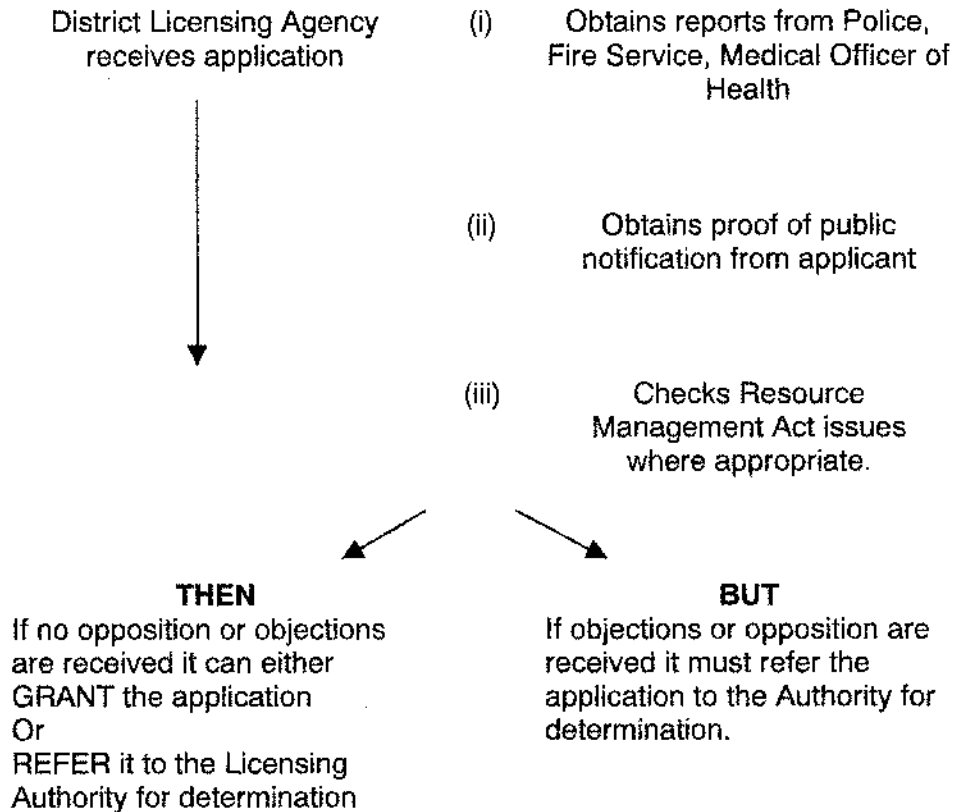 District Licensing Agency
receives application
(i) Obtains reports from Police,
Fire Service, Medical Officer of
Health
(ii) Obtains proof of public
notification from applicant
(iii) Checks Resource
Management Act issues
where appropriate.
THEN
If no opposition or objections
are received it can either
GRANT the application
Or
REFER it to the Licensing
Authority for determination
BUT
If objections or opposition are
received it must refer the
application to the Authority for
determination.